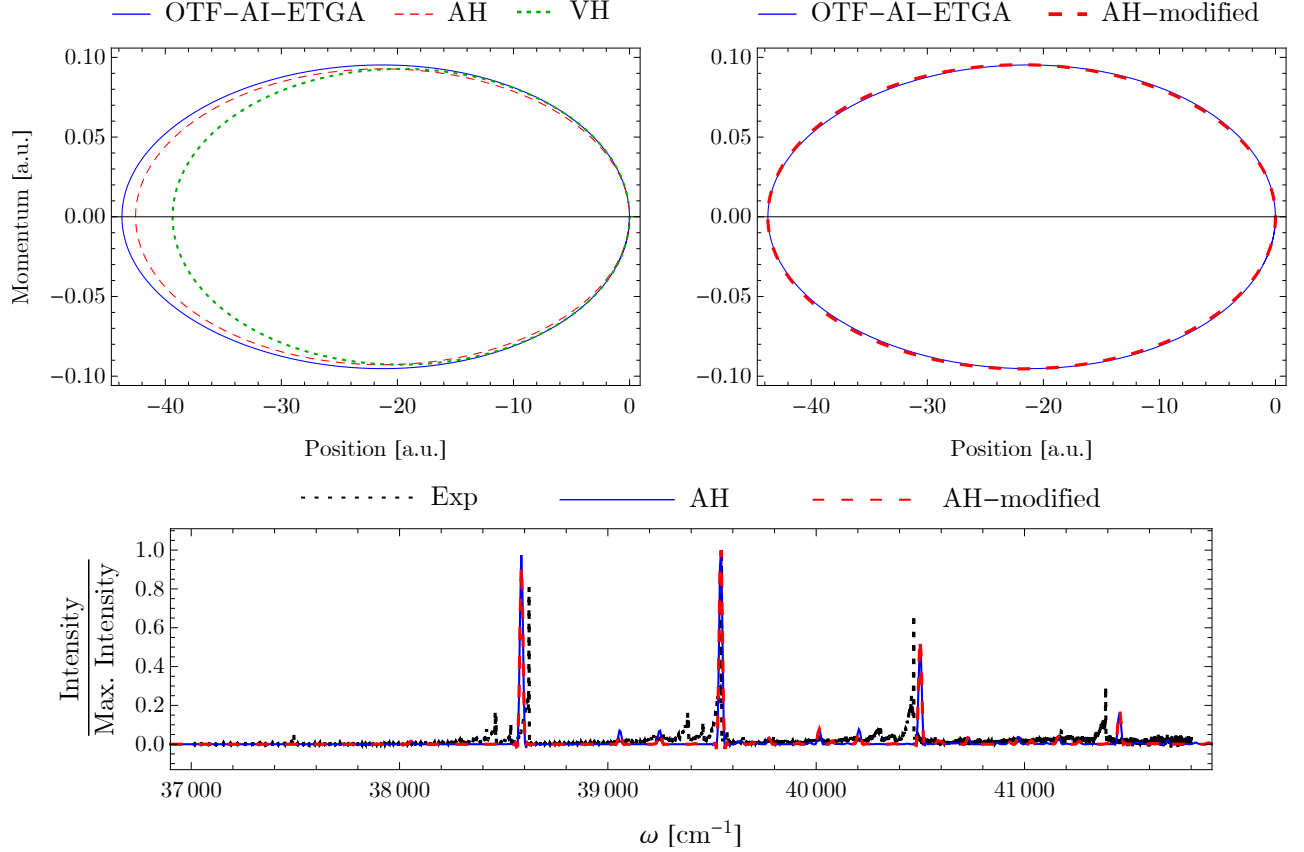 OTF−AI−ETGA AH VH
OTF−AI−ETGA AH−modified
0.10
0.05
0.00
−0.05
−0.10
Momentum [a.u.]
−40 −30 −20 −10 0
Position [a.u.]
0.10
0.05
0.00
−0.05
−0.10
−40 −30 −20 −10 0
Position [a.u.]
Exp AH AH−modified
Intensity
Max. Intensity
1.0
0.8
0.6
0.4
0.2
0.0
37 000 38 000 39 000 40 000 41 000
ω [cm⁻¹]